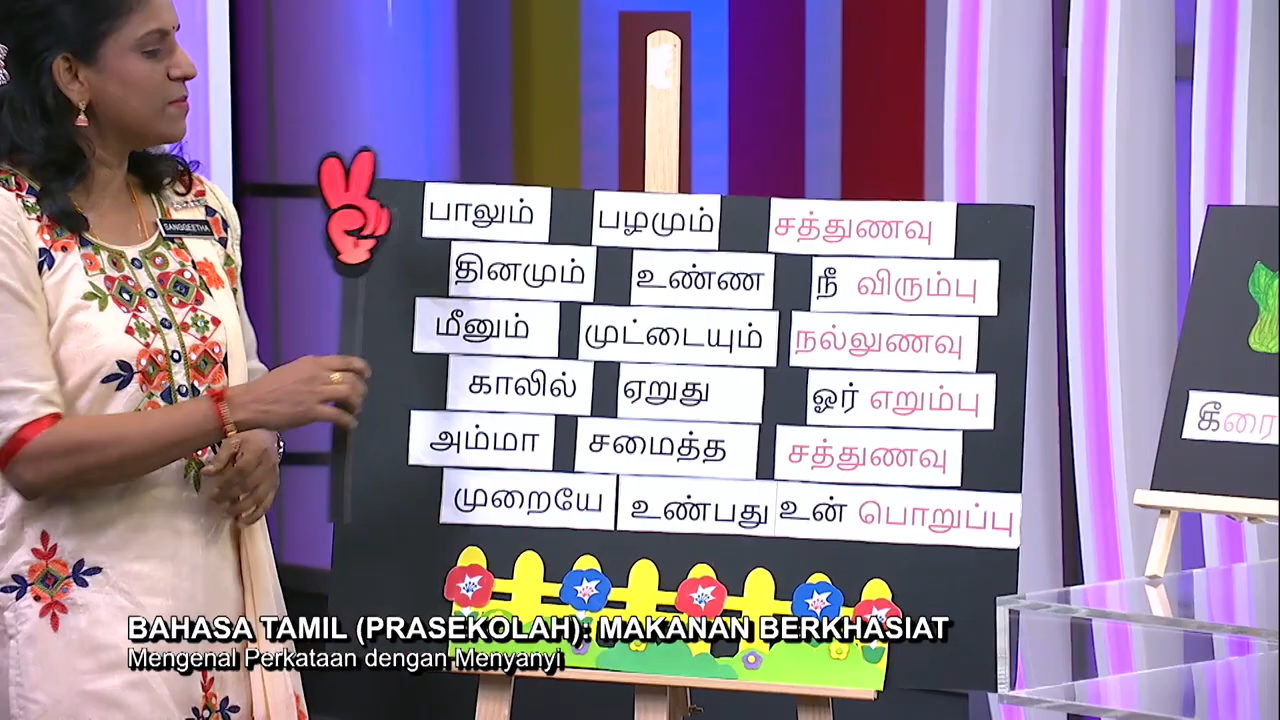 SANGGEETHA
பாலும் பழமும் சத்துணவு
தினமும் உண்ண நீ விரும்பு
மீனும் முட்டையும் நல்லுணவு
காலில் ஏறுது ஓர் எறும்பு
அம்மா சமைத்த சத்துணவு
முறையே உண்பது உன் பொறுப்பு
கீரை
BAHASA TAMIL (PRASEKOLAH): MAKANAN BERKHASIAT
Mengenal Perkataan dengan Menyanyi